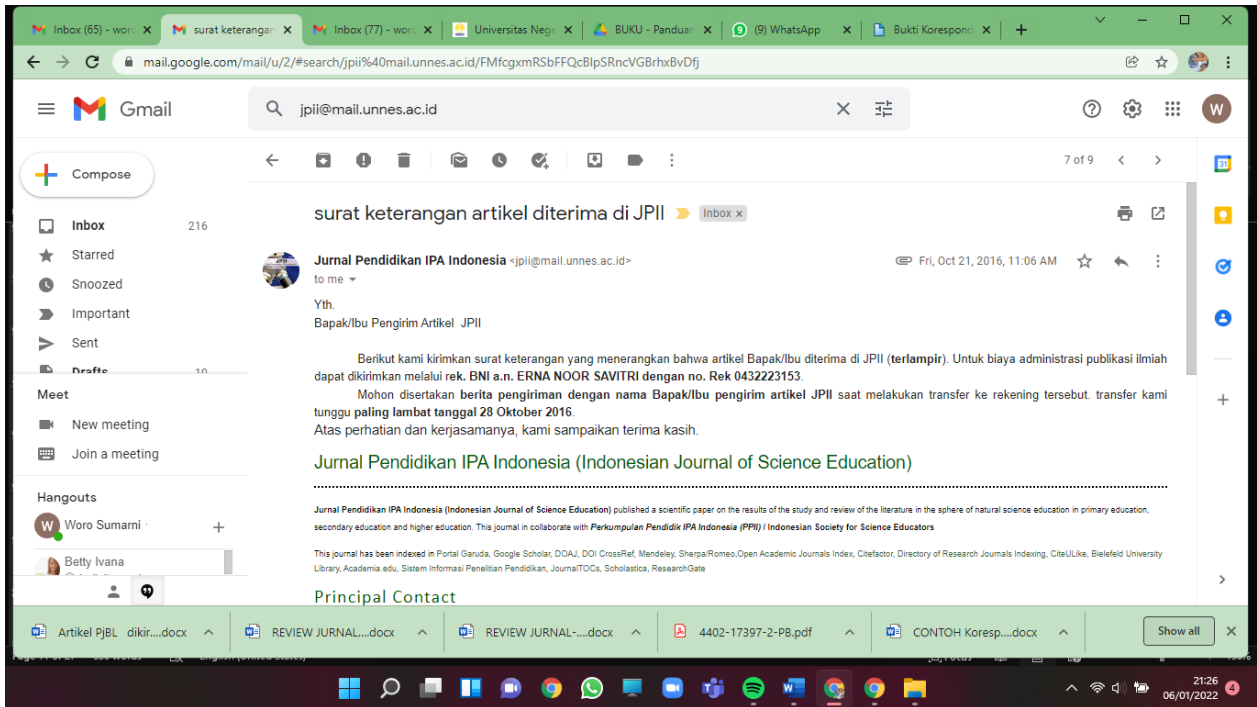 Inbox (65) - woro
surat keterangan
Inbox (77) - woro
Universitas Nege
BUKU - Panduan
(9) WhatsApp
Bukti Korespond
mail.google.com/mail/u/2/#search/jpii%40mail.unnes.ac.id/FMfcgxmRSbFFQcBlpSRncVGBrhxBvDfj
Gmail
jpii@mail.unnes.ac.id
W
Compose
7 of 9
31
Inbox 216
Starred
Snoozed
Important
Sent
Drafts 10
Meet
New meeting
Join a meeting
Hangouts
W Woro Sumarni
Betty Ivana
surat keterangan artikel diterima di JPII Inbox x
Jurnal Pendidikan IPA Indonesia <jpii@mail.unnes.ac.id> Fri, Oct 21, 2016, 11:06 AM
to me
Yth.
Bapak/Ibu Pengirim Artikel JPII
Berikut kami kirimkan surat keterangan yang menerangkan bahwa artikel Bapak/Ibu diterima di JPII (terlampir). Untuk biaya administrasi publikasi ilmiah
dapat dikirimkan melalui rek. BNI a.n. ERNA NOOR SAVITRI dengan no. Rek 0432223153.
Mohon disertakan berita pengiriman dengan nama Bapak/Ibu pengirim artikel JPII saat melakukan transfer ke rekening tersebut. transfer kami
tunggu paling lambat tanggal 28 Oktober 2016.
Atas perhatian dan kerjasamanya, kami sampaikan terima kasih.
Jurnal Pendidikan IPA Indonesia (Indonesian Journal of Science Education)
Jurnal Pendidikan IPA Indonesia (Indonesian Journal of Science Education) published a scientific paper on the results of the study and review of the literature in the sphere of natural science education in primary education,
secondary education and higher education. This journal in collaborate with Perkumpulan Pendidik IPA Indonesia (PPII) / Indonesian Society for Science Educators
This journal has been indexed in Portal Garuda, Google Scholar, DOAJ, DOI CrossRef, Mendeley, Sherpa/Romeo,Open Academic Journals Index, Citefactor, Directory of Research Journals Indexing, CiteULike, Bielefeld University
Library, Academia.edu, Sistem Informasi Penelitian Pendidikan, JournalTOCs, Scholastica, ResearchGate
Principal Contact
Artikel PjBL dikir....docx
REVIEW JURNAL....docx
REVIEW JURNAL-....docx
4402-17397-2-PB.pdf
CONTOH Koresp....docx
Show all
21:26
06/01/2022
4